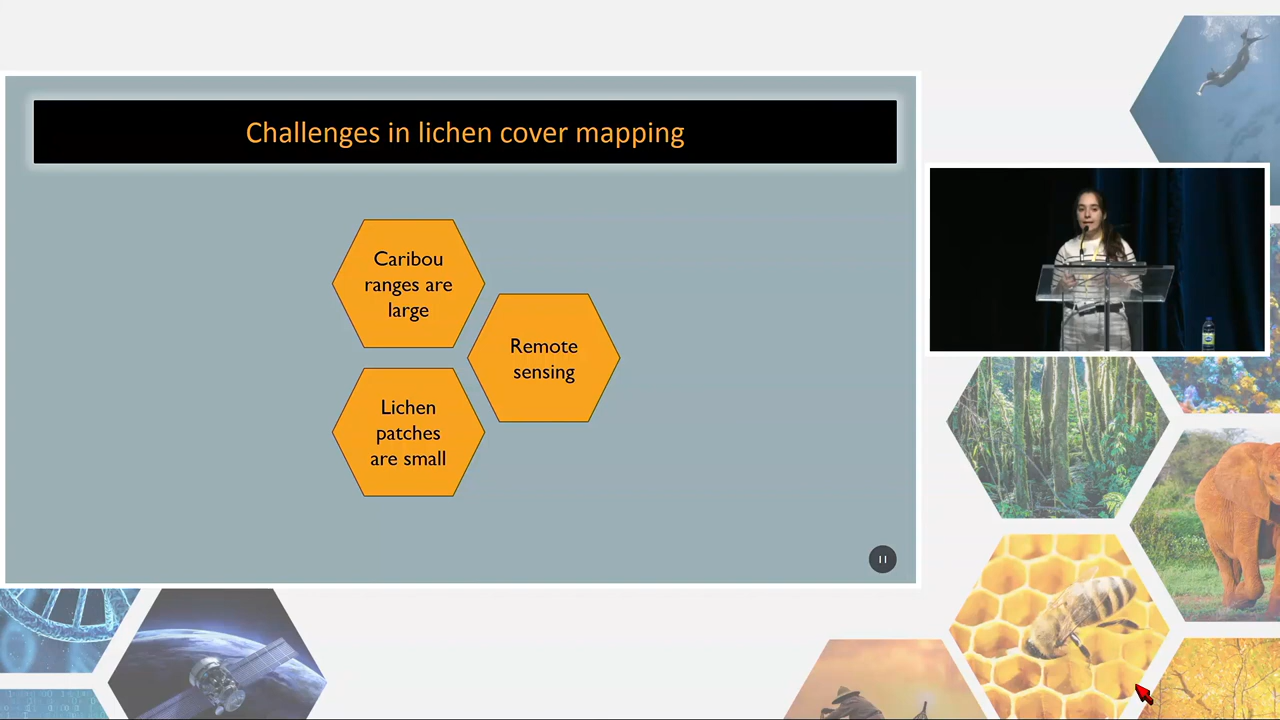 Challenges in lichen cover mapping
Caribou
ranges are
large
Remote
sensing
Lichen
patches
are small